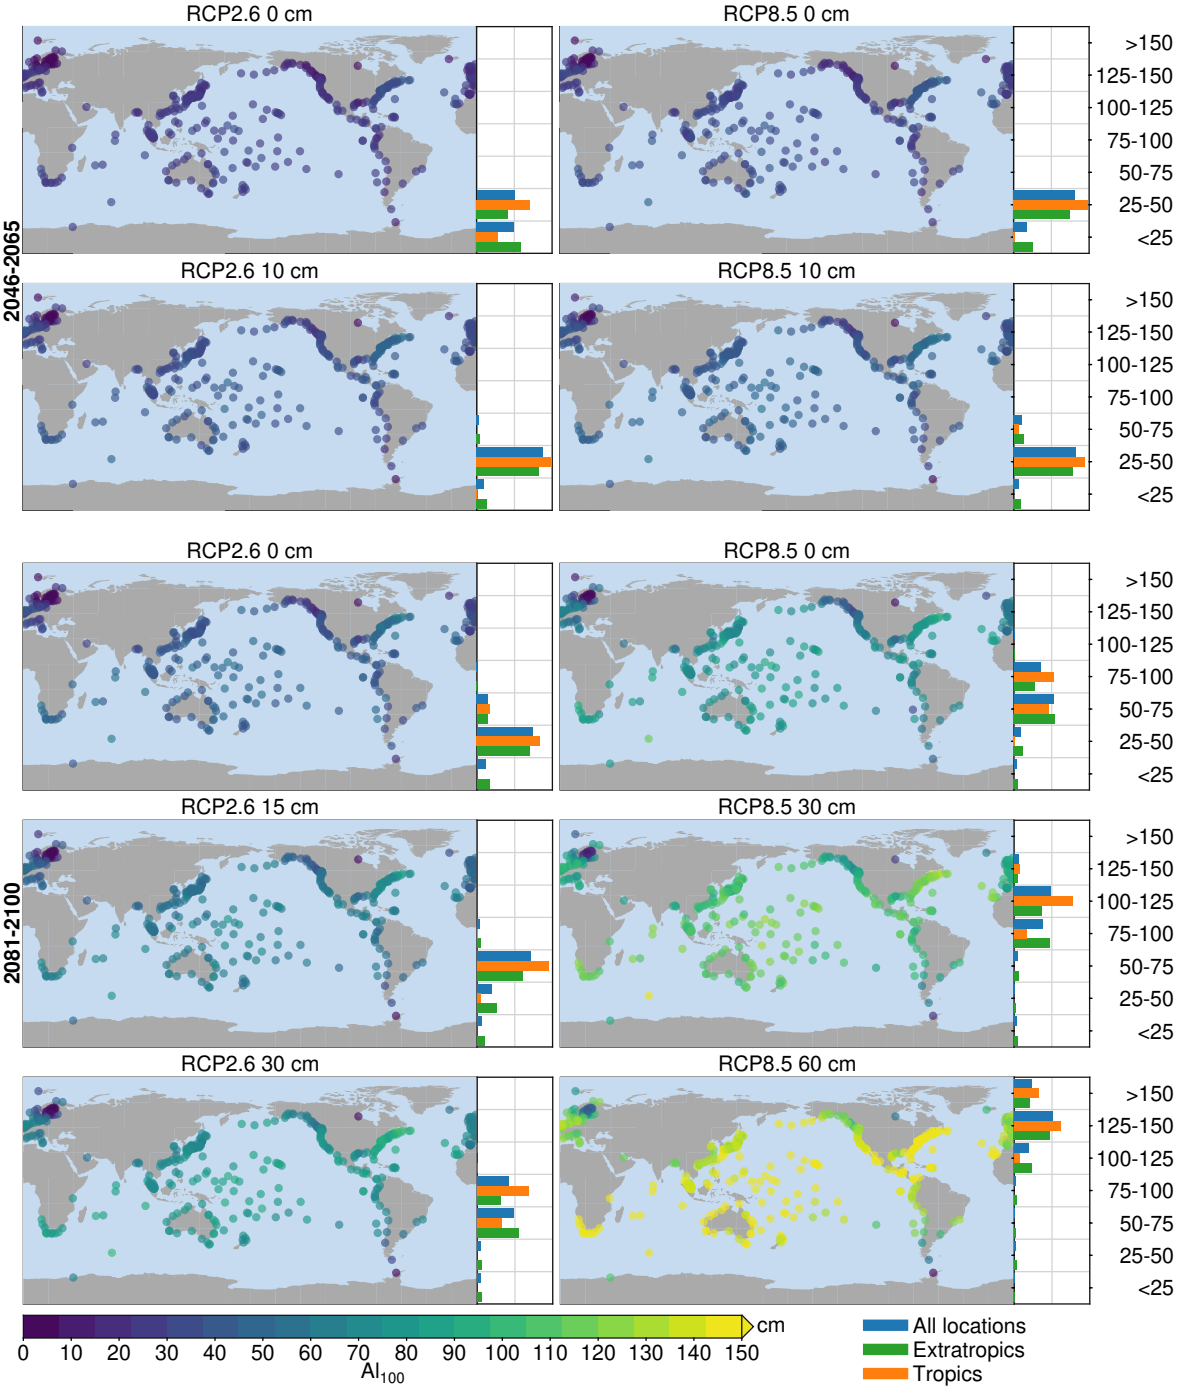 RCP2.6 0 cm
RCP8.5 0 cm
>150
125-150
100-125
75-100
50-75
25-50
<25
2046-2065
RCP2.6 10 cm
RCP8.5 10 cm
>150
125-150
100-125
75-100
50-75
25-50
<25
RCP2.6 0 cm
RCP8.5 0 cm
>150
125-150
100-125
75-100
50-75
25-50
<25
2081-2100
RCP2.6 15 cm
RCP8.5 30 cm
>150
125-150
100-125
75-100
50-75
25-50
<25
RCP2.6 30 cm
RCP8.5 60 cm
>150
125-150
100-125
75-100
50-75
25-50
<25
cm
0 10 20 30 40 50 60 70 80 90 100 110 120 130 140 150
AI100
All locations
Extratropics
Tropics